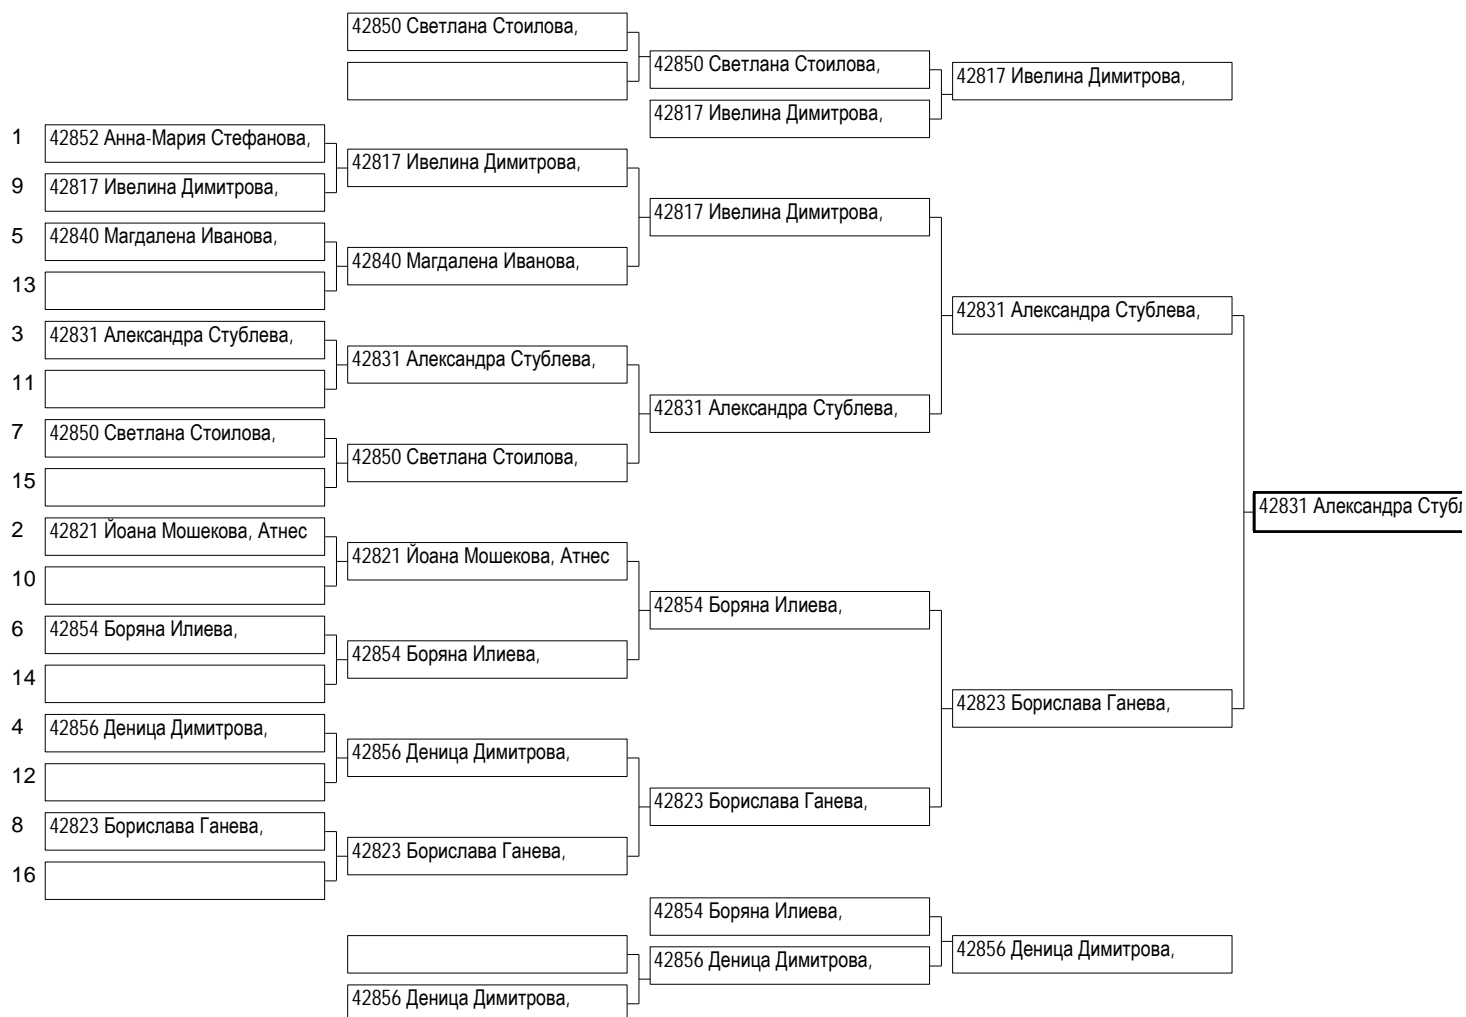 42850 Светлана Стоилова,
42850 Светлана Стоилова,
42817 Ивелина Димитрова,
42817 Ивелина Димитрова,
1 42852 Анна-Мария Стефанова,
42817 Ивелина Димитрова,
9 42817 Ивелина Димитрова,
42817 Ивелина Димитрова,
5 42840 Магдалена Иванова,
42840 Магдалена Иванова,
13
42831 Александра Стублева,
3 42831 Александра Стублева,
42831 Александра Стублева,
11
42831 Александра Стублева,
7 42850 Светлана Стоилова,
42850 Светлана Стоилова,
15
42831 Александра Стубл
2 42821 Йоана Мошекова, Атнес
42821 Йоана Мошекова, Атнес
10
42854 Боряна Илиева,
6 42854 Боряна Илиева,
42854 Боряна Илиева,
14
42823 Борислава Ганева,
4 42856 Деница Димитрова,
42856 Деница Димитрова,
12
42823 Борислава Ганева,
8 42823 Борислава Ганева,
42823 Борислава Ганева,
16
42854 Боряна Илиева,
42856 Деница Димитрова,
42856 Деница Димитрова,
42856 Деница Димитрова,